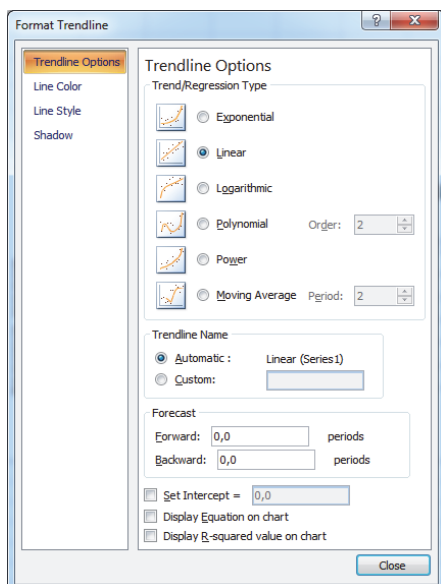 Format Trendline
Trendline Options
Line Color
Line Style
Shadow
Trendline Options
Trend/Regression Type
Exponential
Linear
Logarithmic
Polynomial Order: 2
Power
Moving Average Period: 2
Trendline Name
Automatic : Linear (Series1)
Custom:
Forecast
Forward: 0,0 periods
Backward: 0,0 periods
Set Intercept = 0,0
Display Equation on chart
Display R-squared value on chart
Close